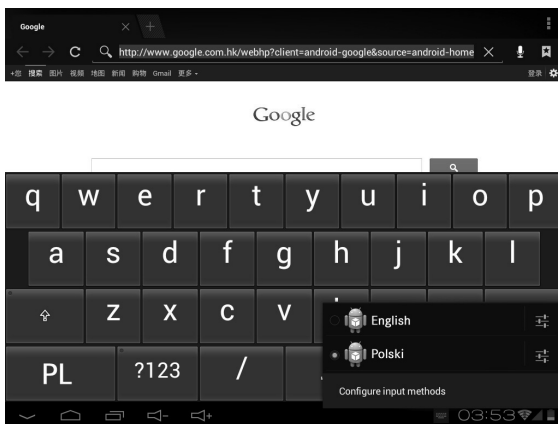 Google
http://www.google.com.hk/webhp?client=android-google&source=android-home
+您 搜索 图片 视频 地图 新闻 购物 Gmail 更多
登录
Google
q w e r t y u i o p
a s d f g h j k l
z x c v
English
PL ?123 /
Polski
Configure input methods
03:53